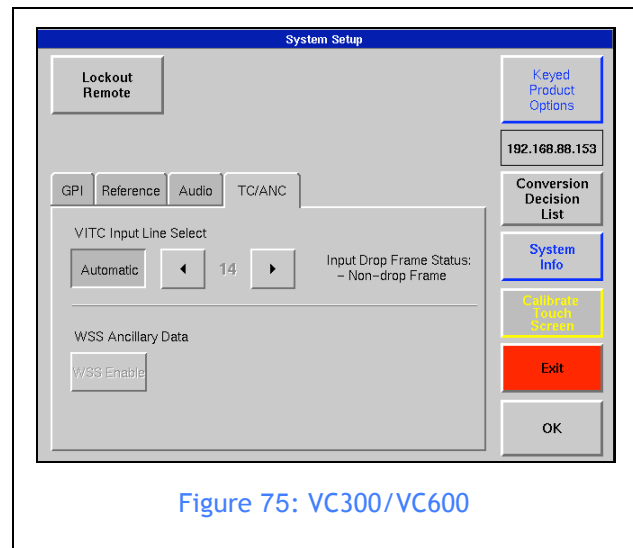 System Setup
Lockout
Remote
Keyed
Product
Options
192.168.88.153
GPI Reference Audio TC/ANC
Conversion
Decision
List
VITC Input Line Select
Automatic 14
Input Drop Frame Status:
- Non-drop Frame
System
Info
Calibrate
Touch
Screen
WSS Ancillary Data
WSS Enable
Exit
OK
Figure 75: VC300/VC600